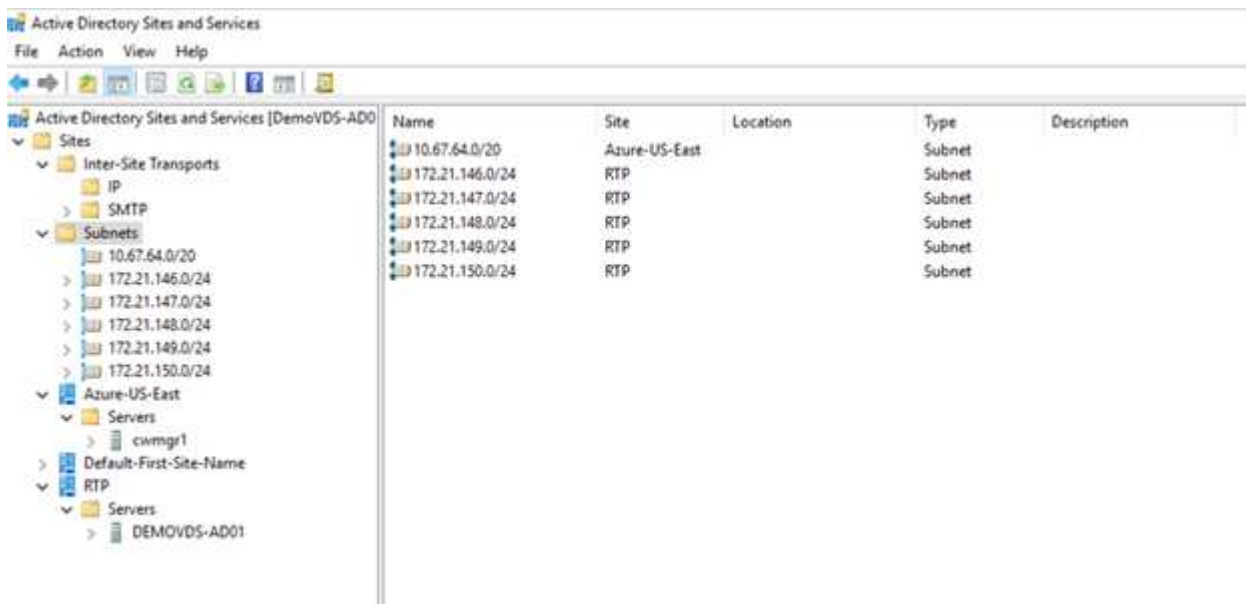 Active Directory Sites and Services
File Action View Help
Active Directory Sites and Services [DemoVDS-AD0
Sites
Inter-Site Transports
IP
SMTP
Subnets
10.67.64.0/20
172.21.146.0/24
172.21.147.0/24
172.21.148.0/24
172.21.149.0/24
172.21.150.0/24
Azure-US-East
Servers
cwmgr1
Default-First-Site-Name
RTP
Servers
DEMOVDS-AD01
Name Site Location Type Description
10.67.64.0/20 Azure-US-East Subnet
172.21.146.0/24 RTP Subnet
172.21.147.0/24 RTP Subnet
172.21.148.0/24 RTP Subnet
172.21.149.0/24 RTP Subnet
172.21.150.0/24 RTP Subnet